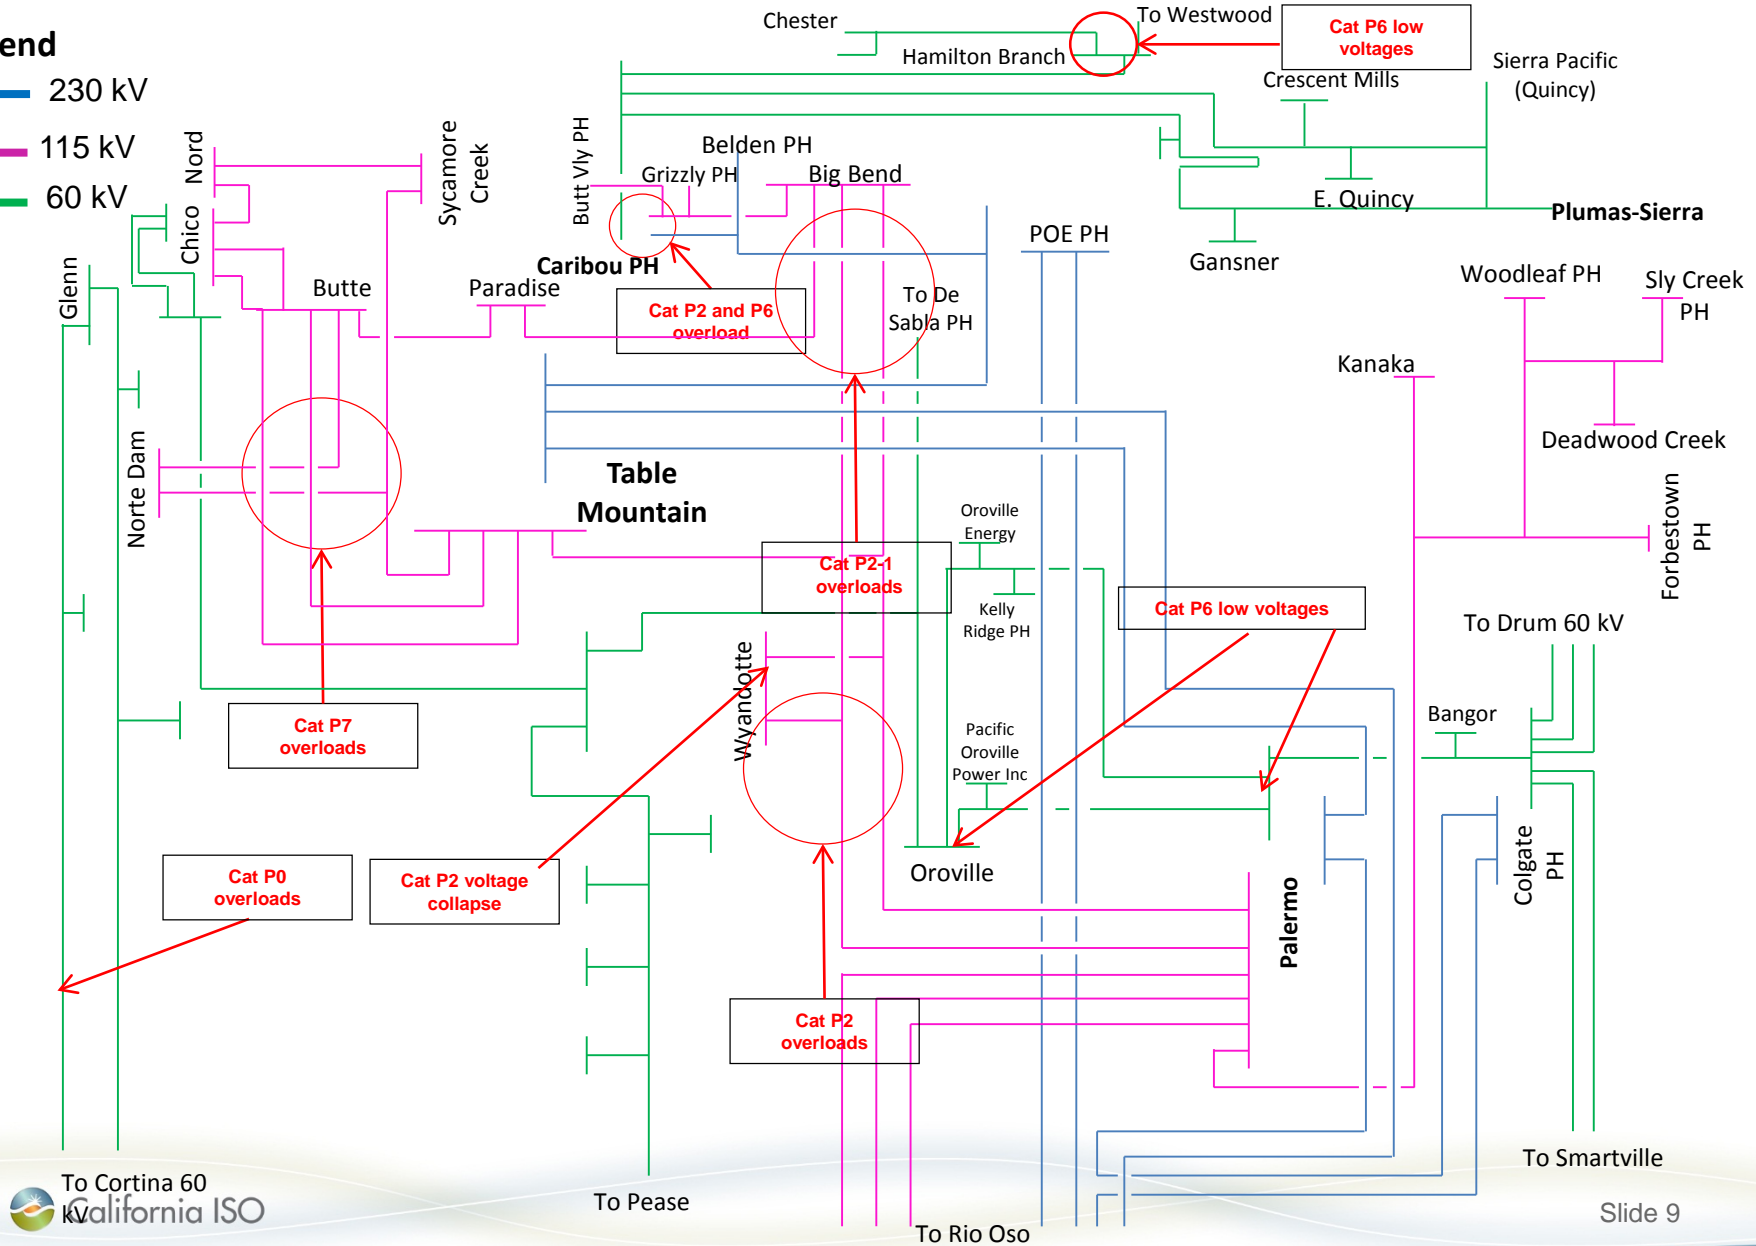 end
230 kV
115 kV
60 kV
Chester
To Westwood
Hamilton Branch
Cat P6 low
voltages
Crescent Mills
Sierra Pacific
(Quincy)
Nord
Sycamore
Creek
Butt Vly PH
Belden PH
Grizzly PH
Big Bend
E. Quincy
Plumas-Sierra
Chico
Glenn
Butte
Paradise
Caribou PH
Cat P2 and P6
overload
To De
Sabla PH
POE PH
Gansner
Woodleaf PH
Sly Creek
PH
Kanaka
Deadwood Creek
Norte Dam
Table
Mountain
Oroville
Energy
Forbestown
PH
Cat P2-1
overloads
Kelly
Ridge PH
Cat P6 low voltages
To Drum 60 kV
Wyandotte
Cat P7
overloads
Pacific
Oroville
Power Inc
Bangor
Cat P0
overloads
Cat P2 voltage
collapse
Oroville
Palermo
Colgate
PH
Cat P2
overloads
To Cortina 60
kV
California ISO
To Pease
To Rio Oso
To Smartville
Slide 9